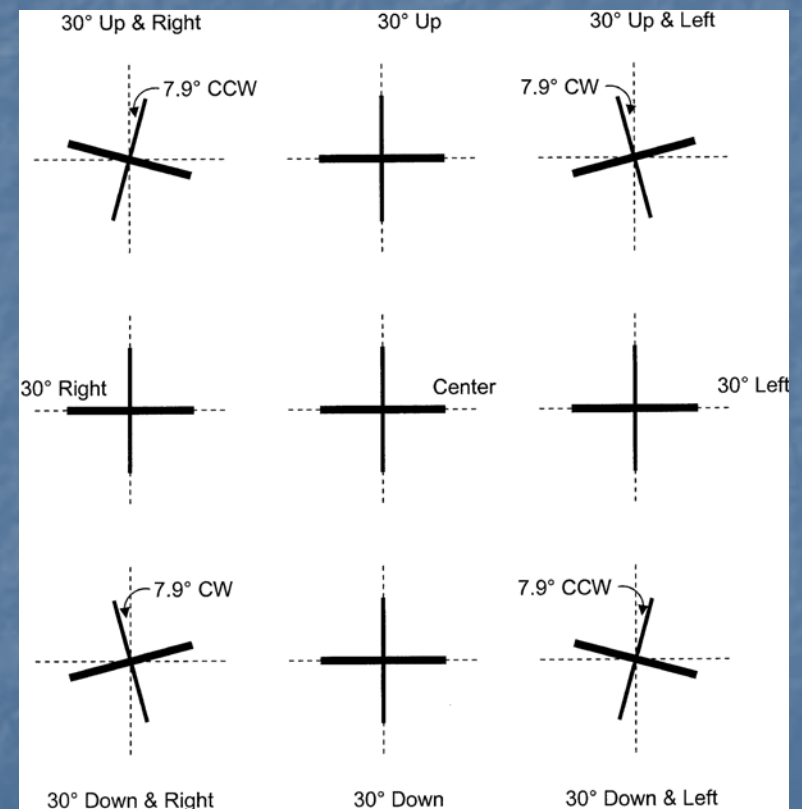 30° Up & Right
30° Up
30° Up & Left
7.9° CCW
7.9° CW
30° Right
Center
30° Left
7.9° CW
7.9° CCW
30° Down & Right
30° Down
30° Down & Left